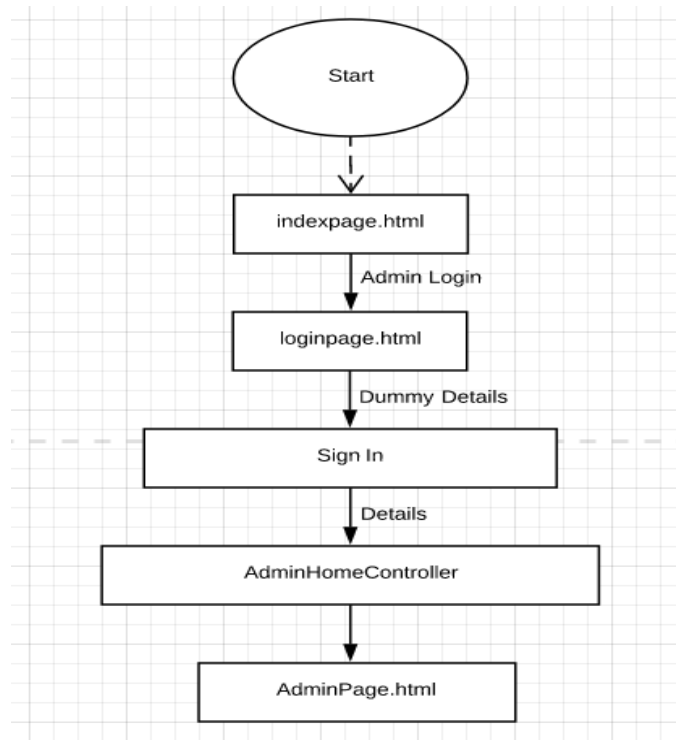 Start
indexpage.html
Admin Login
loginpage.html
Dummy Details
Sign In
Details
AdminHomeController
AdminPage.html